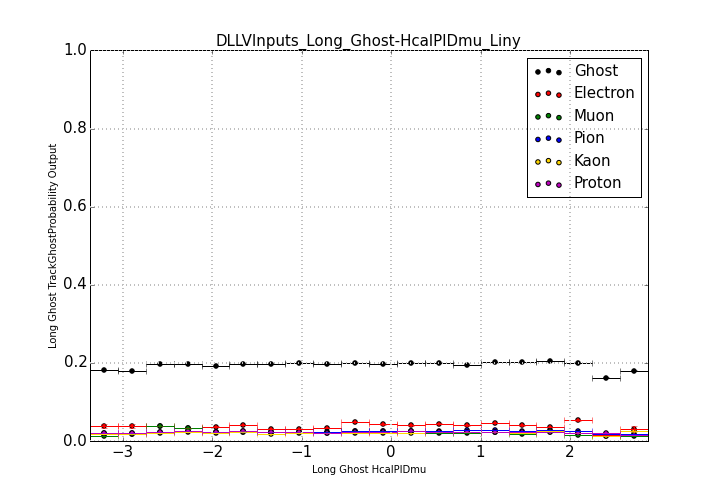 DLLVInputs_Long_Ghost-HcalPIDmu_Liny
1.0
0.8
0.6
0.4
0.2
0.0
Long Ghost TrackGhostProbability Output
Ghost
Electron
Muon
Pion
Kaon
Proton
−3 −2 −1 0 1 2
Long Ghost HcalPIDmu